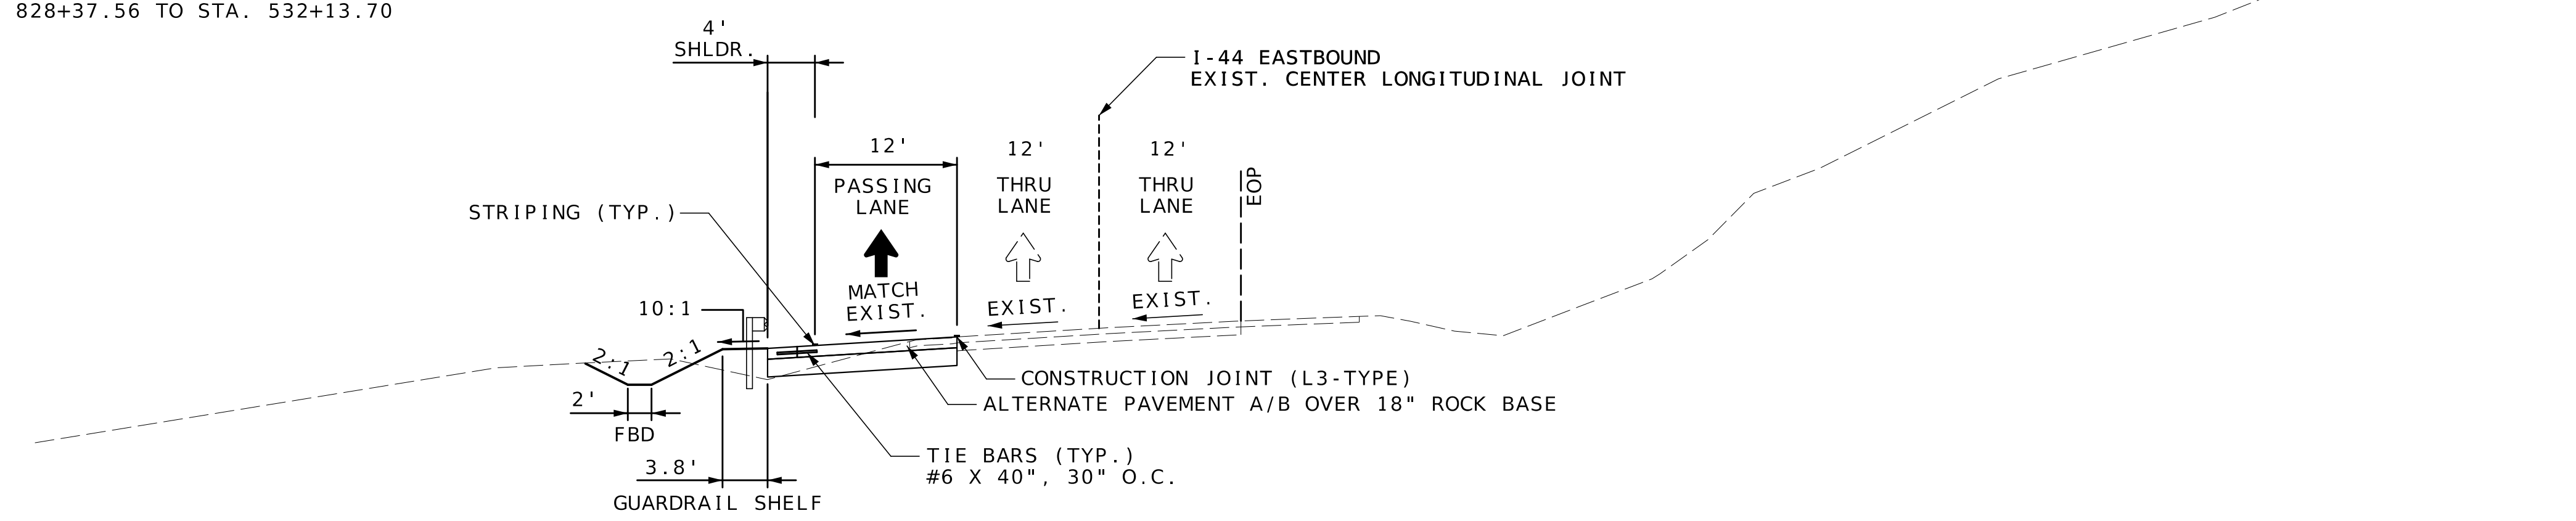 828+37.56 TO STA. 532+13.70
4'
SHLDR.
I-44 EASTBOUND
EXIST. CENTER LONGITUDINAL JOINT
12'
12'
12'
PASSING
LANE
THRU
LANE
THRU
LANE
EOP
STRIPING (TYP.)
MATCH
EXIST.
EXIST.
EXIST.
10:1
2:1
2:1
2'
FBD
CONSTRUCTION JOINT (L3-TYPE)
ALTERNATE PAVEMENT A/B OVER 18" ROCK BASE
TIE BARS (TYP.)
#6 X 40", 30" O.C.
3.8'
GUARDRAIL SHELF